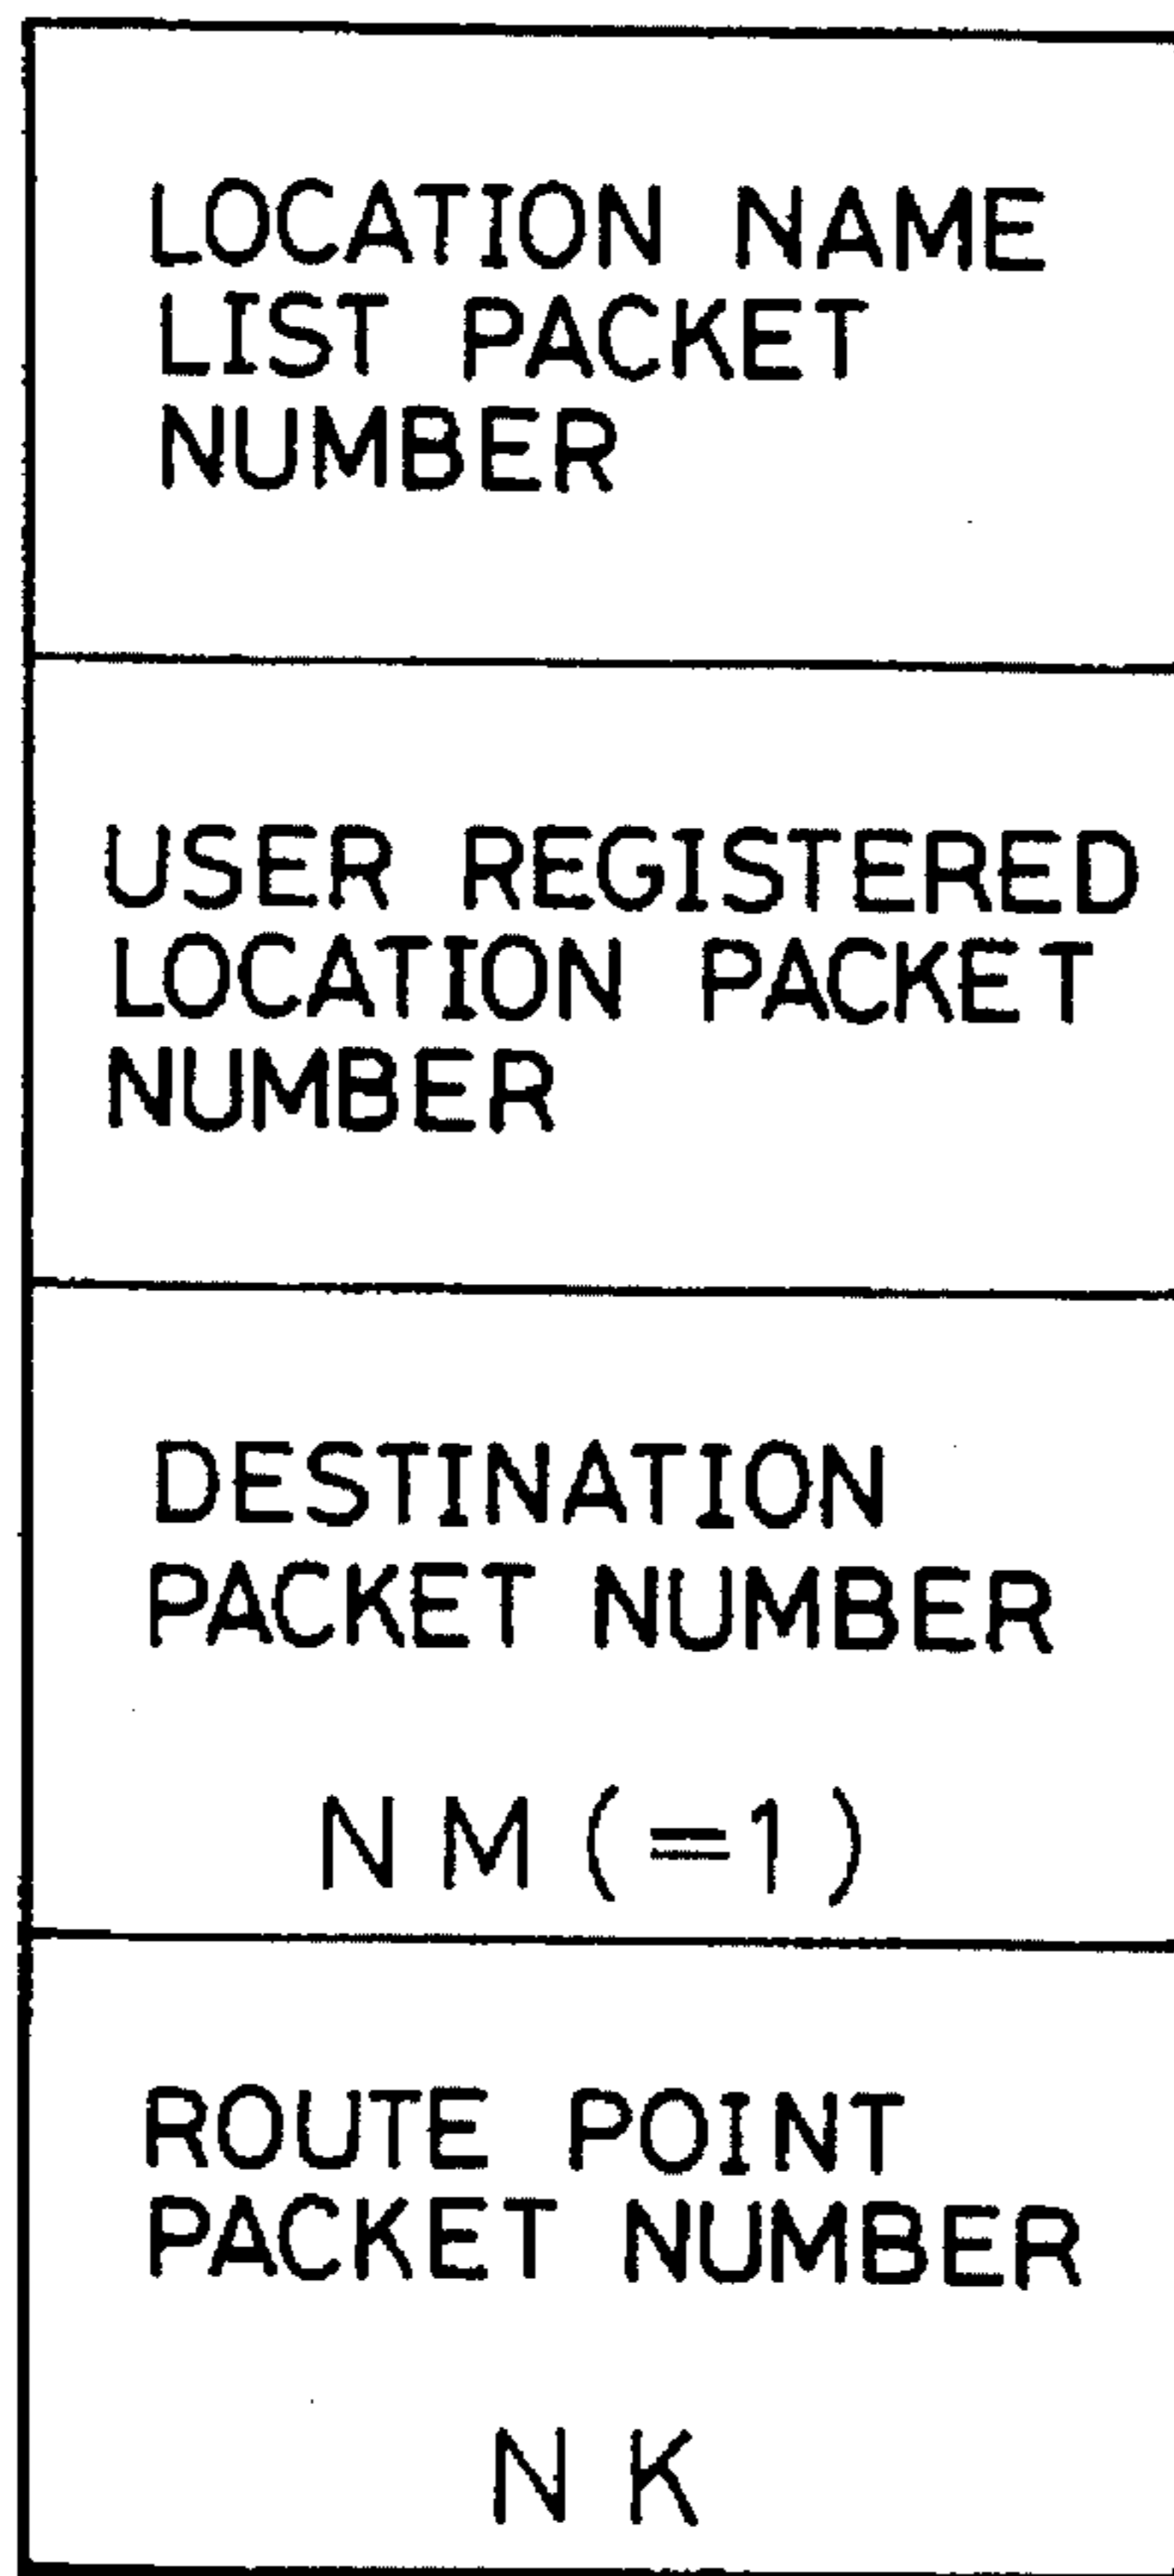 LOCATION NAME
LIST PACKET
NUMBER
USER REGISTERED
LOCATION PACKET
NUMBER
DESTINATION
PACKET NUMBER
NM(=1)
ROUTE POINT
PACKET NUMBER
NK